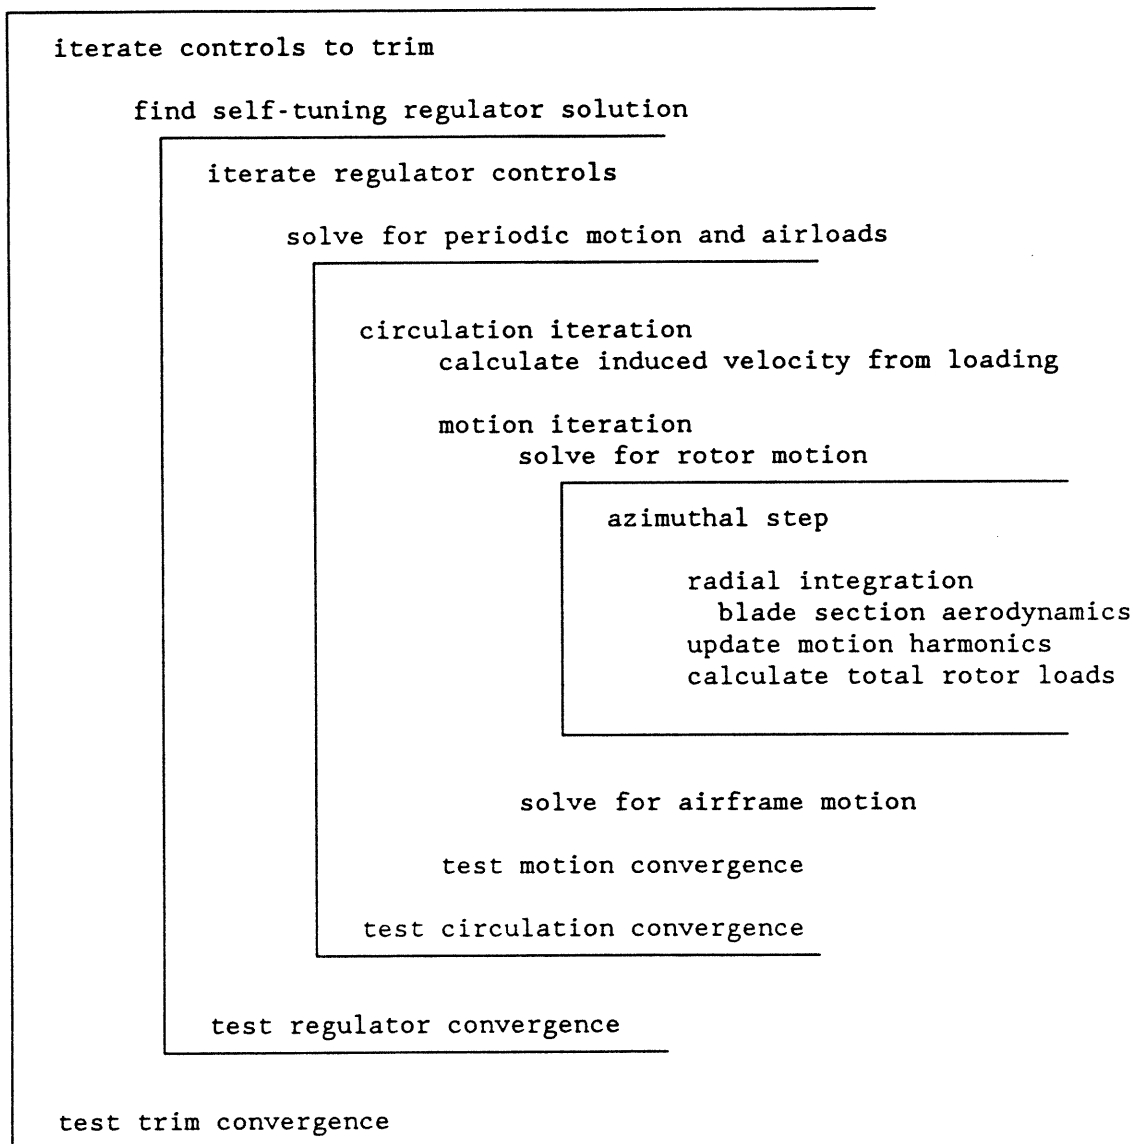 iterate controls to trim
find self-tuning regulator solution
iterate regulator controls
solve for periodic motion and airloads
circulation iteration
calculate induced velocity from loading
motion iteration
solve for rotor motion
azimuthal step
radial integration
blade section aerodynamics
update motion harmonics
calculate total rotor loads
solve for airframe motion
test motion convergence
test circulation convergence
test regulator convergence
test trim convergence